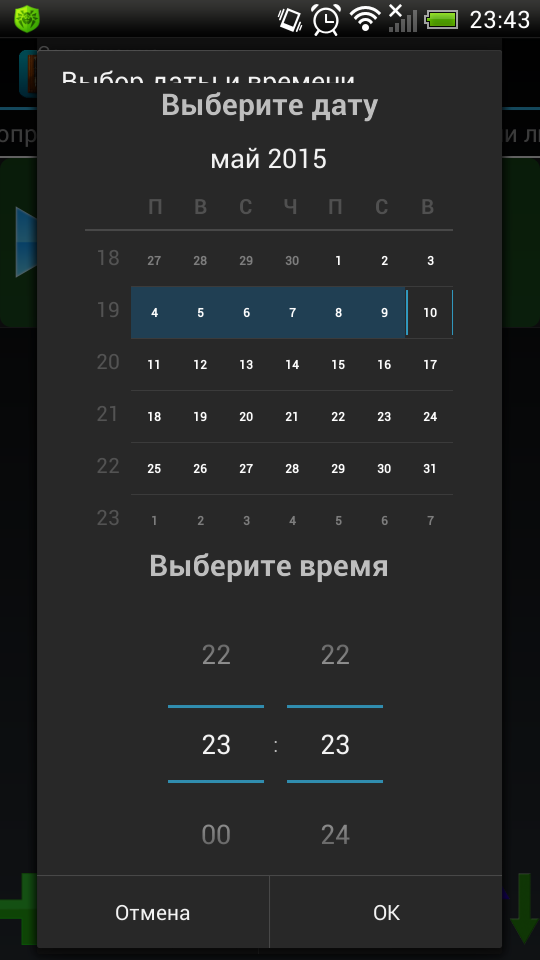 23:43
Выбор даты и времени
Выберите дату
май 2015
П В С Ч П С В
18 27 28 29 30 1 2 3
19 4 5 6 7 8 9 10
20 11 12 13 14 15 16 17
21 18 19 20 21 22 23 24
22 25 26 27 28 29 30 31
23 1 2 3 4 5 6 7
Выберите время
22 22
23 : 23
00 24
Отмена OK